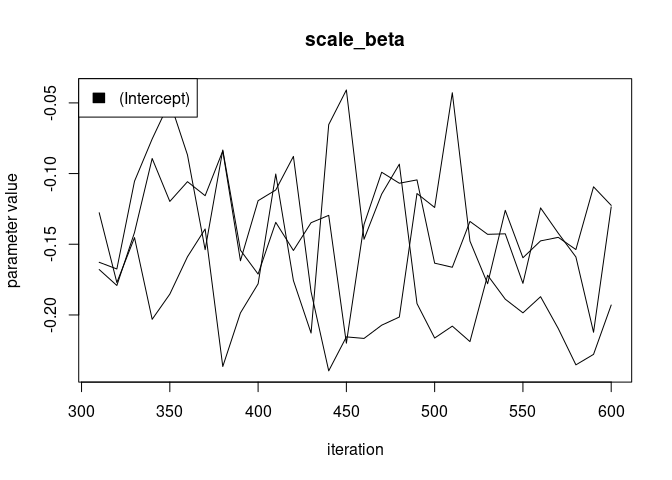 scale_beta
(Intercept)
parameter value
-0.05
-0.10
-0.15
-0.20
300 350 400 450 500 550 600
iteration